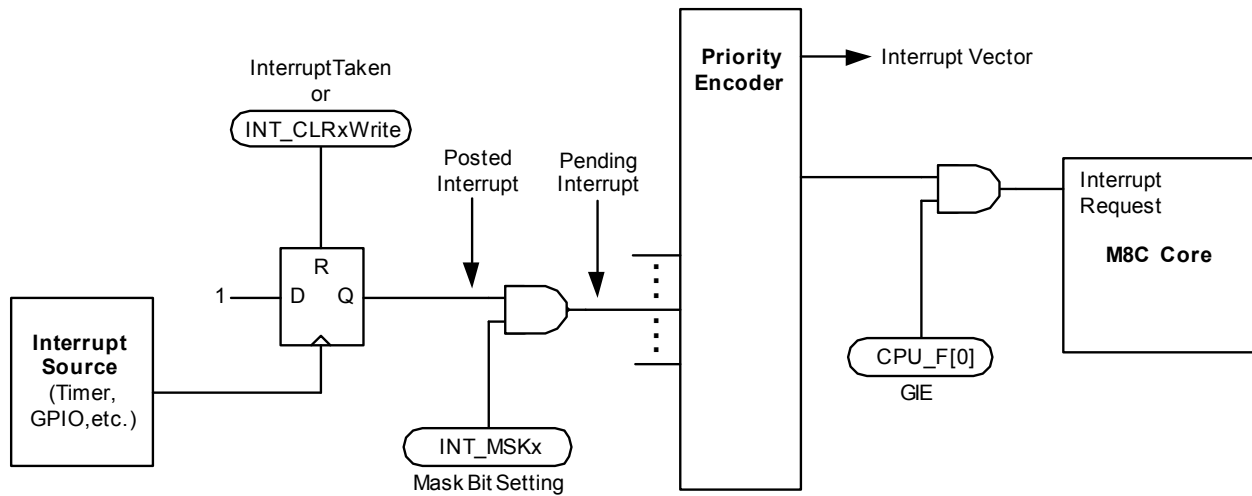 InterruptTaken
or
INT_CLRxWrite
Posted
Interrupt
Pending
Interrupt
Priority
Encoder
Interrupt Vector
Interrupt
Request
M8C Core
R
1
D
Q
Interrupt
Source
(Timer,
GPIO,etc.)
INT_MSKx
Mask Bit Setting
CPU_F[0]
GIE